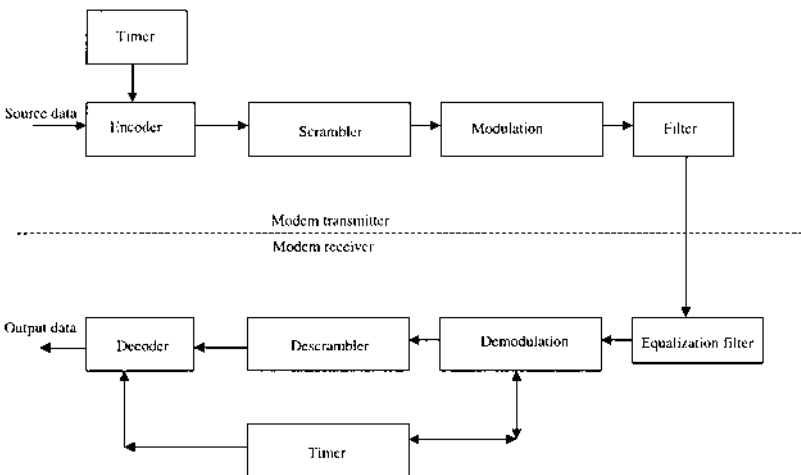 Timer
Source data
Encoder
Scrambler
Modulation
Filter
Modem transmitter
Modem receiver
Output data
Decoder
Descrambler
Demodulation
Equalization filter
Timer